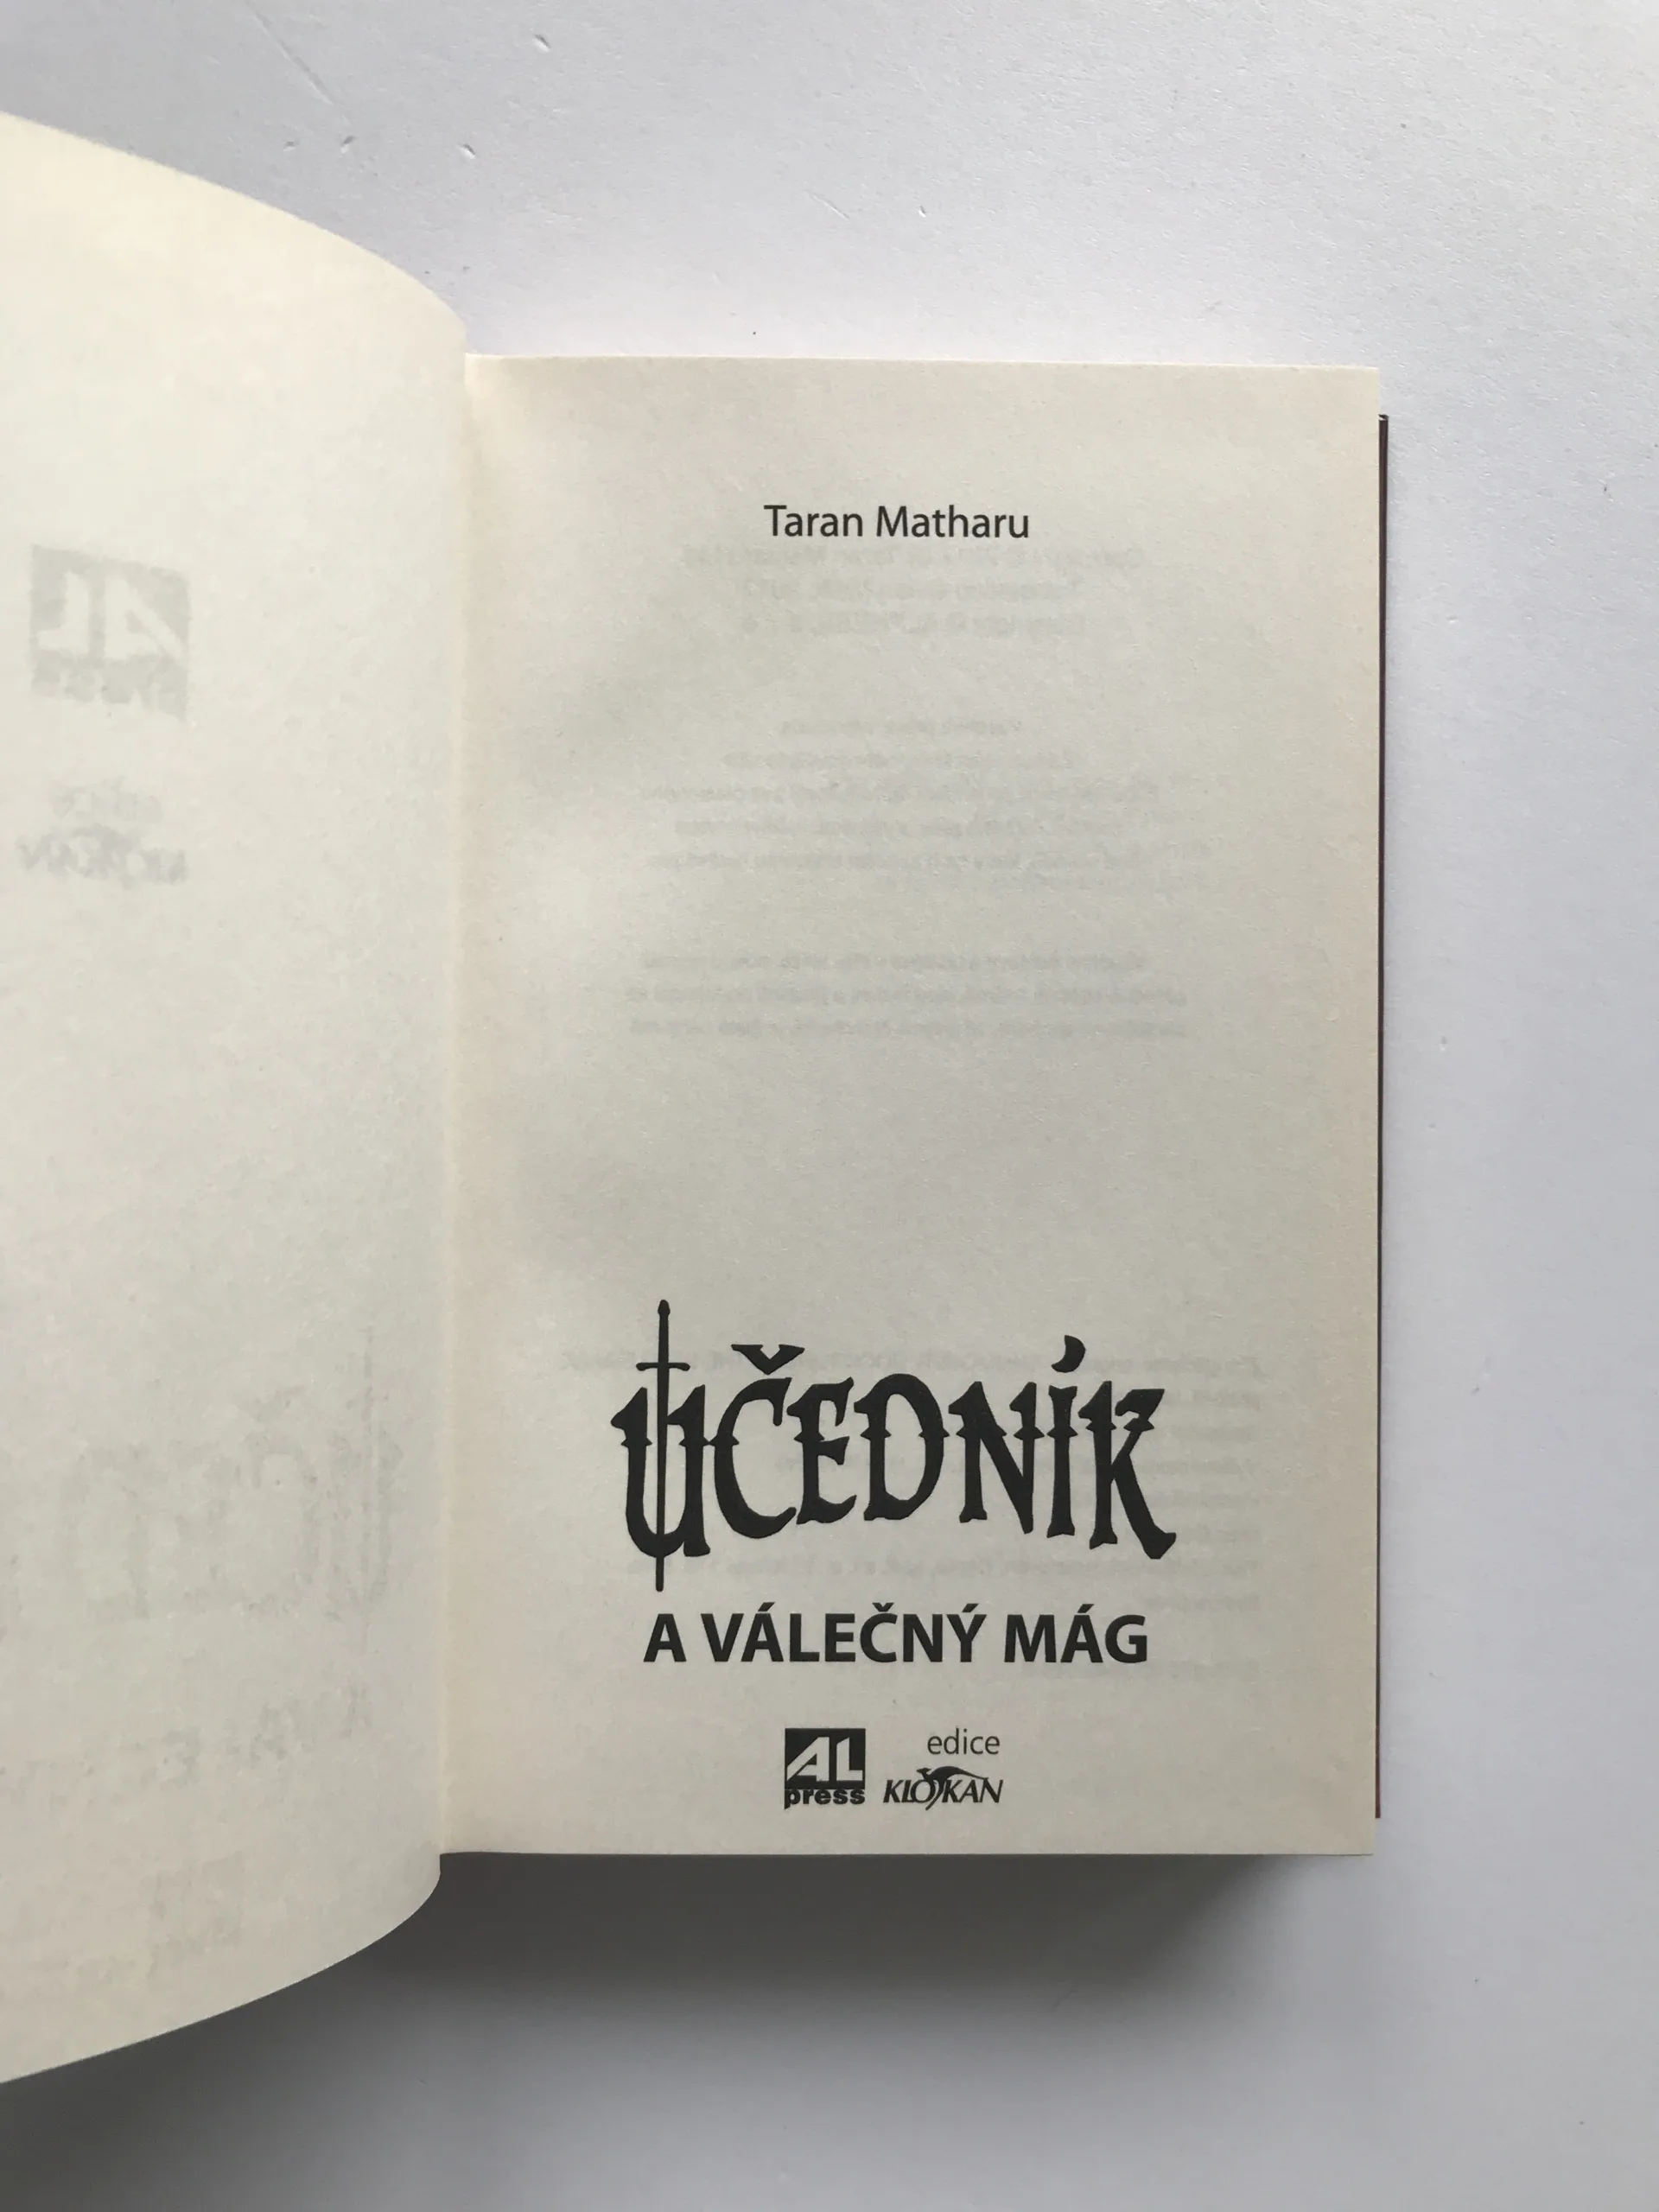 Taran Matharu
UČEDNÍK
A VÁLEČNÝ MÁG
AL
press
edice
KLOKAN